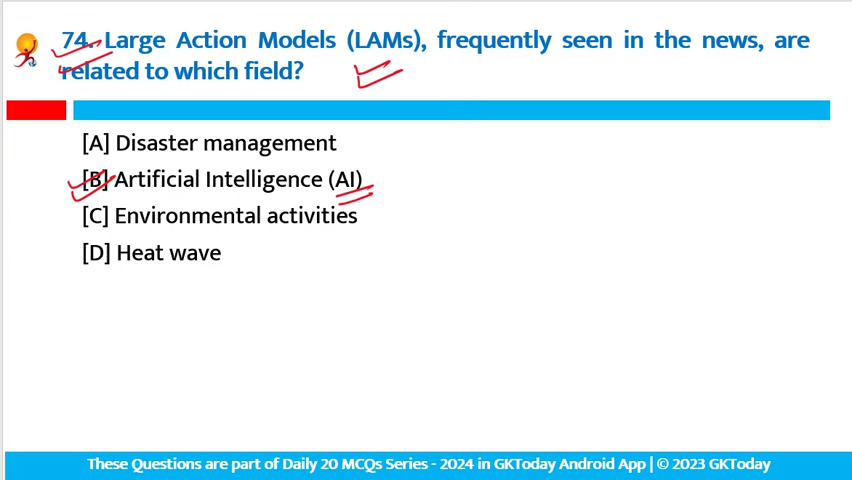 74. Large Action Models (LAMs), frequently seen in the news, are
related to which field?
[A] Disaster management
[B] Artificial Intelligence (AI)
[C] Environmental activities
[D] Heat wave
These Questions are part of Daily 20 MCQs Series - 2024 in GKToday Android App | © 2023 GKToday